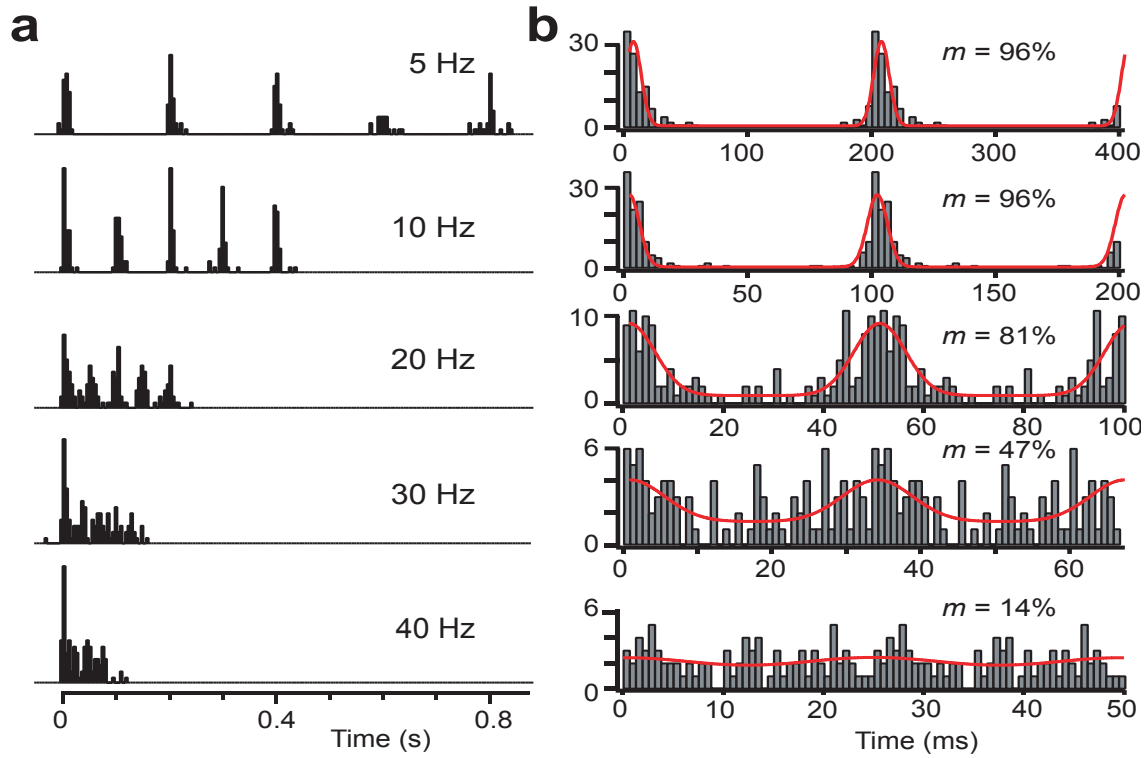 a
5 Hz
10 Hz
20 Hz
30 Hz
40 Hz
0 0.4 0.8
Time (s)
b
m = 96%
30
0
0 100 200 300 400
m = 96%
30
0
0 50 100 150 200
m = 81%
10
0
0 20 40 60 80 100
m = 47%
6
0
0 20 40 60
m = 14%
6
0
0 10 20 30 40 50
Time (ms)